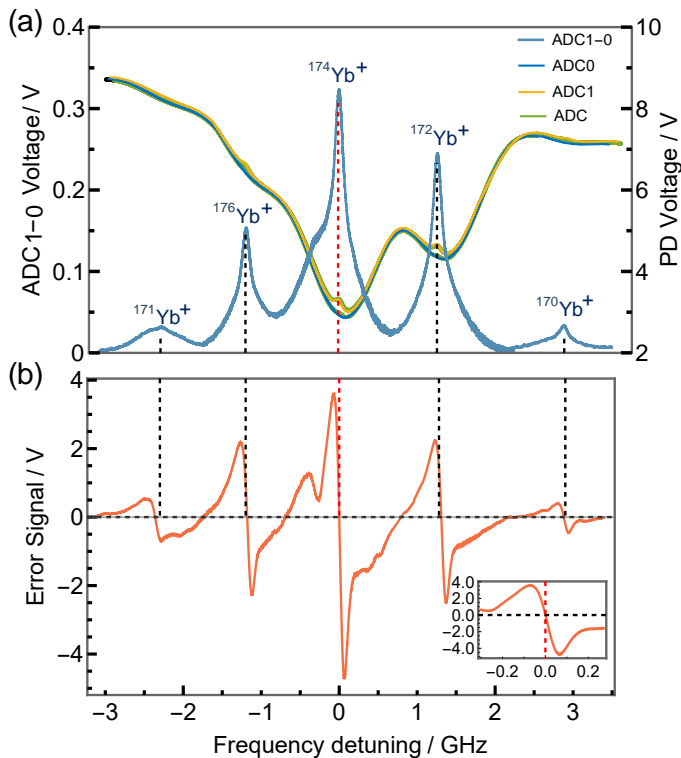 (a)
0.4
0.3
0.2
0.1
0
ADC1-0 Voltage/ V
10
8
6
4
2
PD Voltage / V
ADC1-0
ADC0
ADC1
ADC
¹⁷⁴Yb⁺
¹⁷²Yb⁺
¹⁷⁶Yb⁺
¹⁷¹Yb⁺
¹⁷⁰Yb⁺
(b)
4
2
0
−2
−4
Error Signal / V
4.0
2.0
0.0
−2.0
−4.0
−0.2 0.0 0.2
−3 −2 −1 0 1 2 3
Frequency detuning / GHz